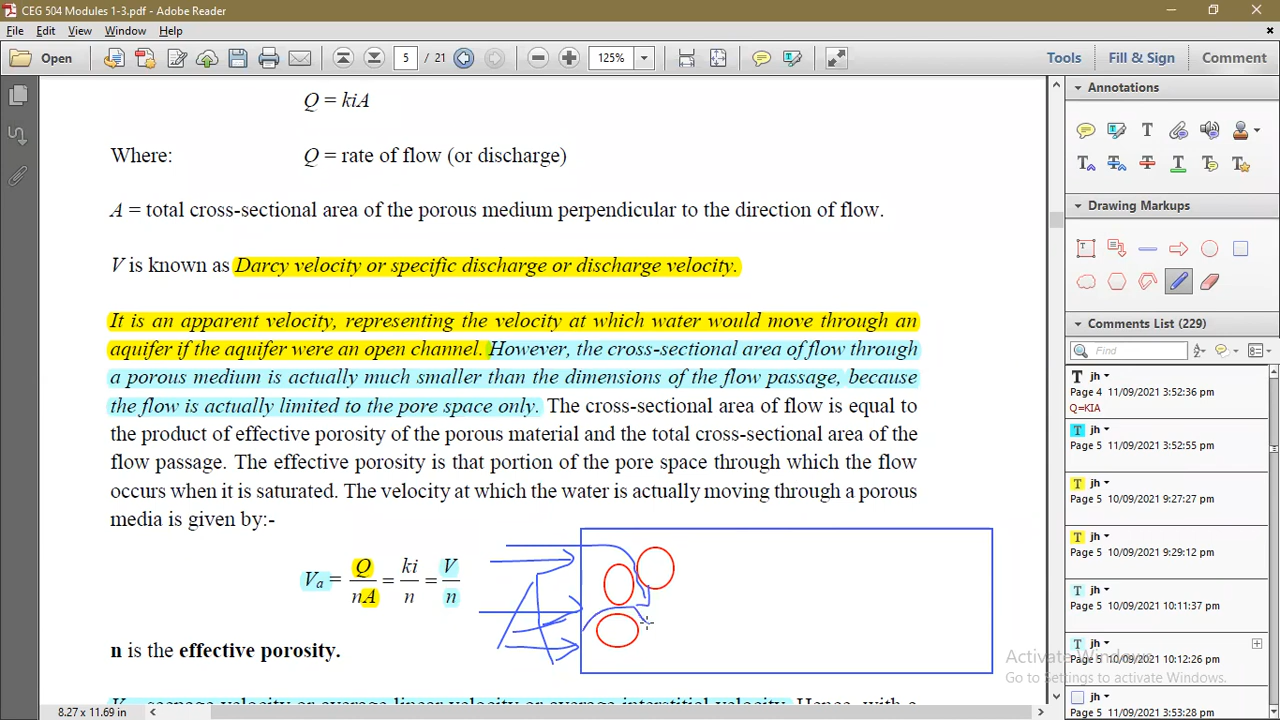 CEG 504 Modules 1-3.pdf - Adobe Reader
File Edit View Window Help
Open 5 / 21 125% Tools Fill & Sign Comment
Q = kiA
Where: Q = rate of flow (or discharge)
A = total cross-sectional area of the porous medium perpendicular to the direction of flow.
V is known as Darcy velocity or specific discharge or discharge velocity.
It is an apparent velocity, representing the velocity at which water would move through an
aquifer if the aquifer were an open channel. However, the cross-sectional area of flow through
a porous medium is actually much smaller than the dimensions of the flow passage, because
the flow is actually limited to the pore space only. The cross-sectional area of flow is equal to
the product of effective porosity of the porous material and the total cross-sectional area of the
flow passage. The effective porosity is that portion of the pore space through which the flow
occurs when it is saturated. The velocity at which the water is actually moving through a porous
media is given by:-
Va = Q/nA = ki/n = V/n
A
n is the effective porosity.
seepage velocity or average linear velocity or average interstitial velocity. Hence, with a
8.27 x 11.69 in
Annotations
T
Drawing Markups
Comments List (229)
Find
T jh
Page 4 11/09/2021 3:52:36 pm
Q=KIA
T jh
Page 5 11/09/2021 3:52:55 pm
T jh
Page 5 10/09/2021 9:27:27 pm
T jh
Page 5 10/09/2021 9:29:12 pm
T jh
Page 5 10/09/2021 10:11:37 pm
T jh
Page 5 10/09/2021 10:12:26 pm
jh
Page 5 11/09/2021 3:53:53 pm
Activate Windows
Go to Settings to activate Windows.